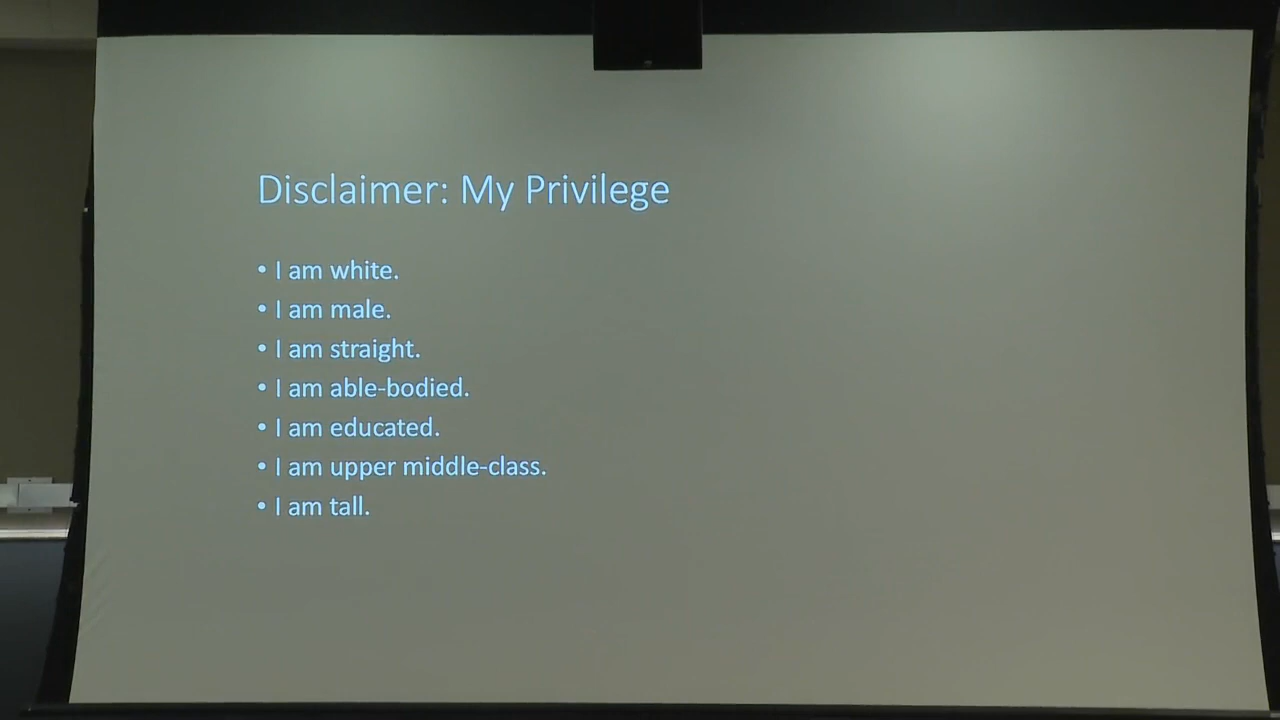 Disclaimer: My Privilege
• I am white.
• I am male.
• I am straight.
• I am able-bodied.
• I am educated.
• I am upper middle-class.
• I am tall.